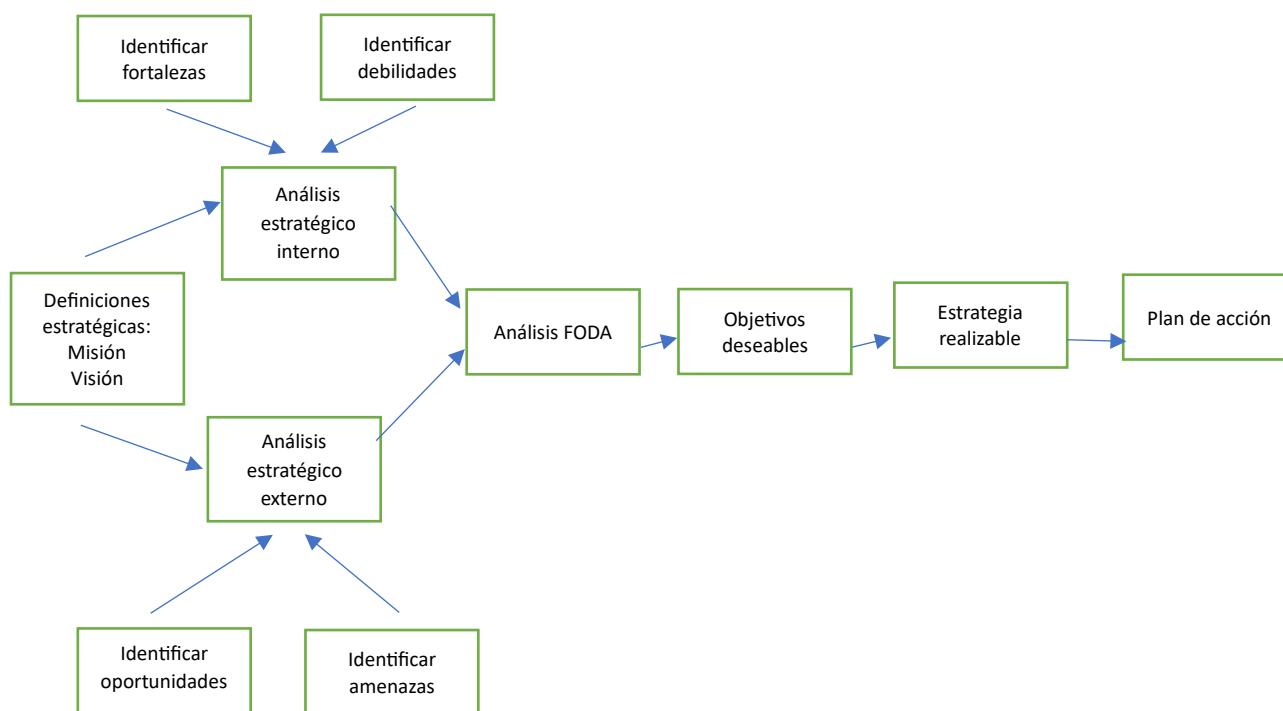 Identificar
fortalezas
Identificar
debilidades
Análisis
estratégico
interno
Definiciones
estratégicas:
Misión
Visión
Análisis FODA
Objetivos
deseables
Estrategia
realizable
Plan de acción
Análisis
estratégico
externo
Identificar
oportunidades
Identificar
amenazas